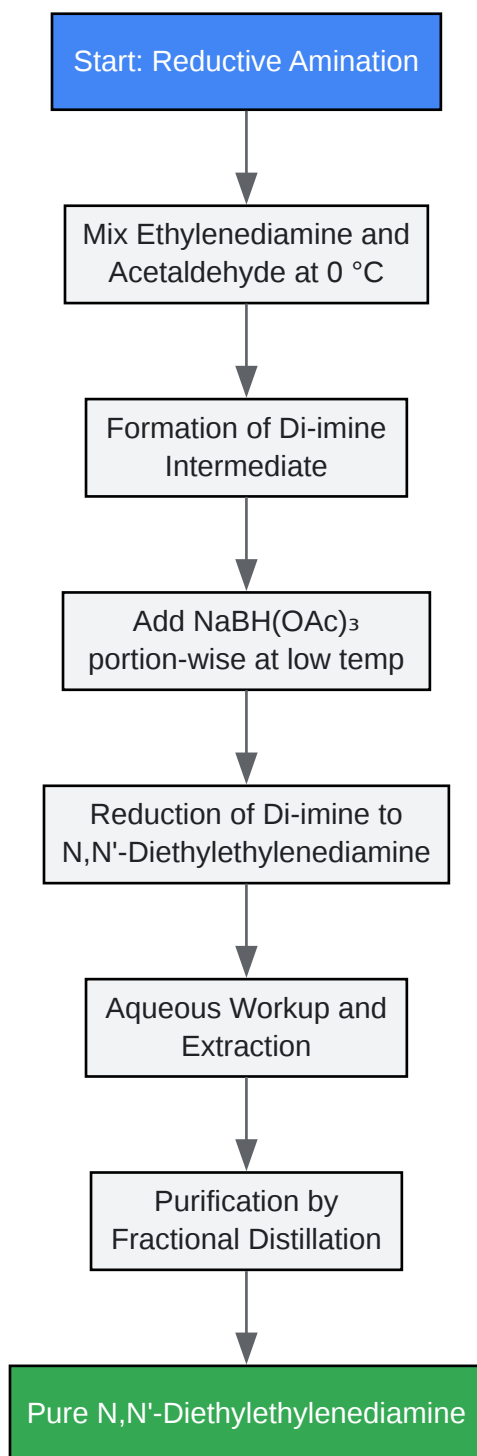 Start: Reductive Amination
Mix Ethylenediamine and
Acetaldehyde at 0 °C
Formation of Di-imine
Intermediate
Add NaBH(OAc)₃
portion-wise at low temp
Reduction of Di-imine to
N,N'-Diethylethylenediamine
Aqueous Workup and
Extraction
Purification by
Fractional Distillation
Pure N,N'-Diethylethylenediamine